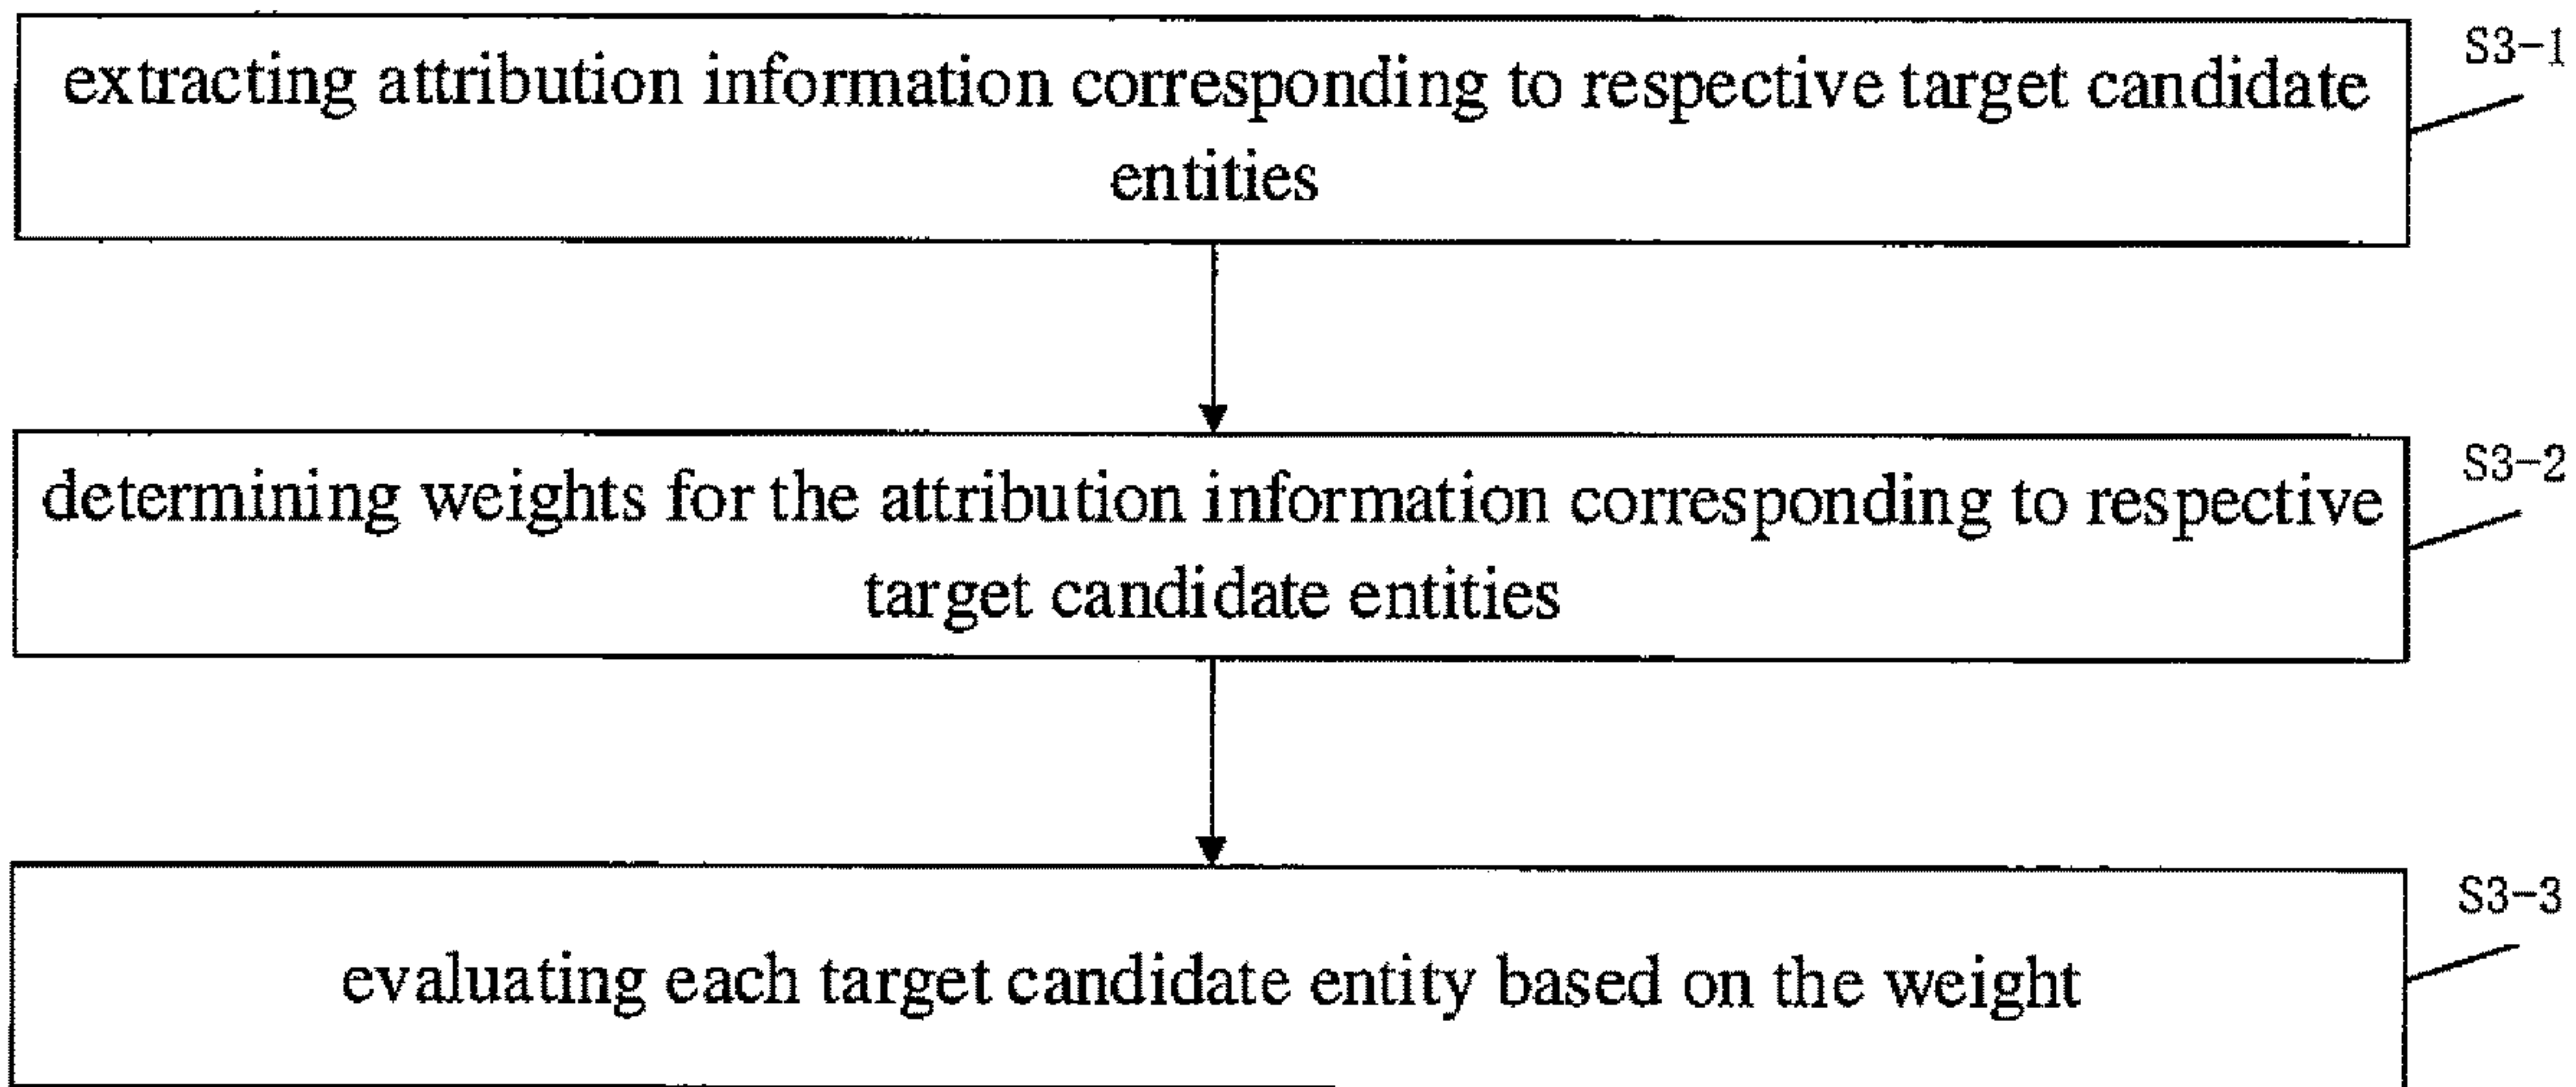 S3-1
extracting attribution information corresponding to respective target candidate
entities
S3-2
determining weights for the attribution information corresponding to respective
target candidate entities
S3-3
evaluating each target candidate entity based on the weight